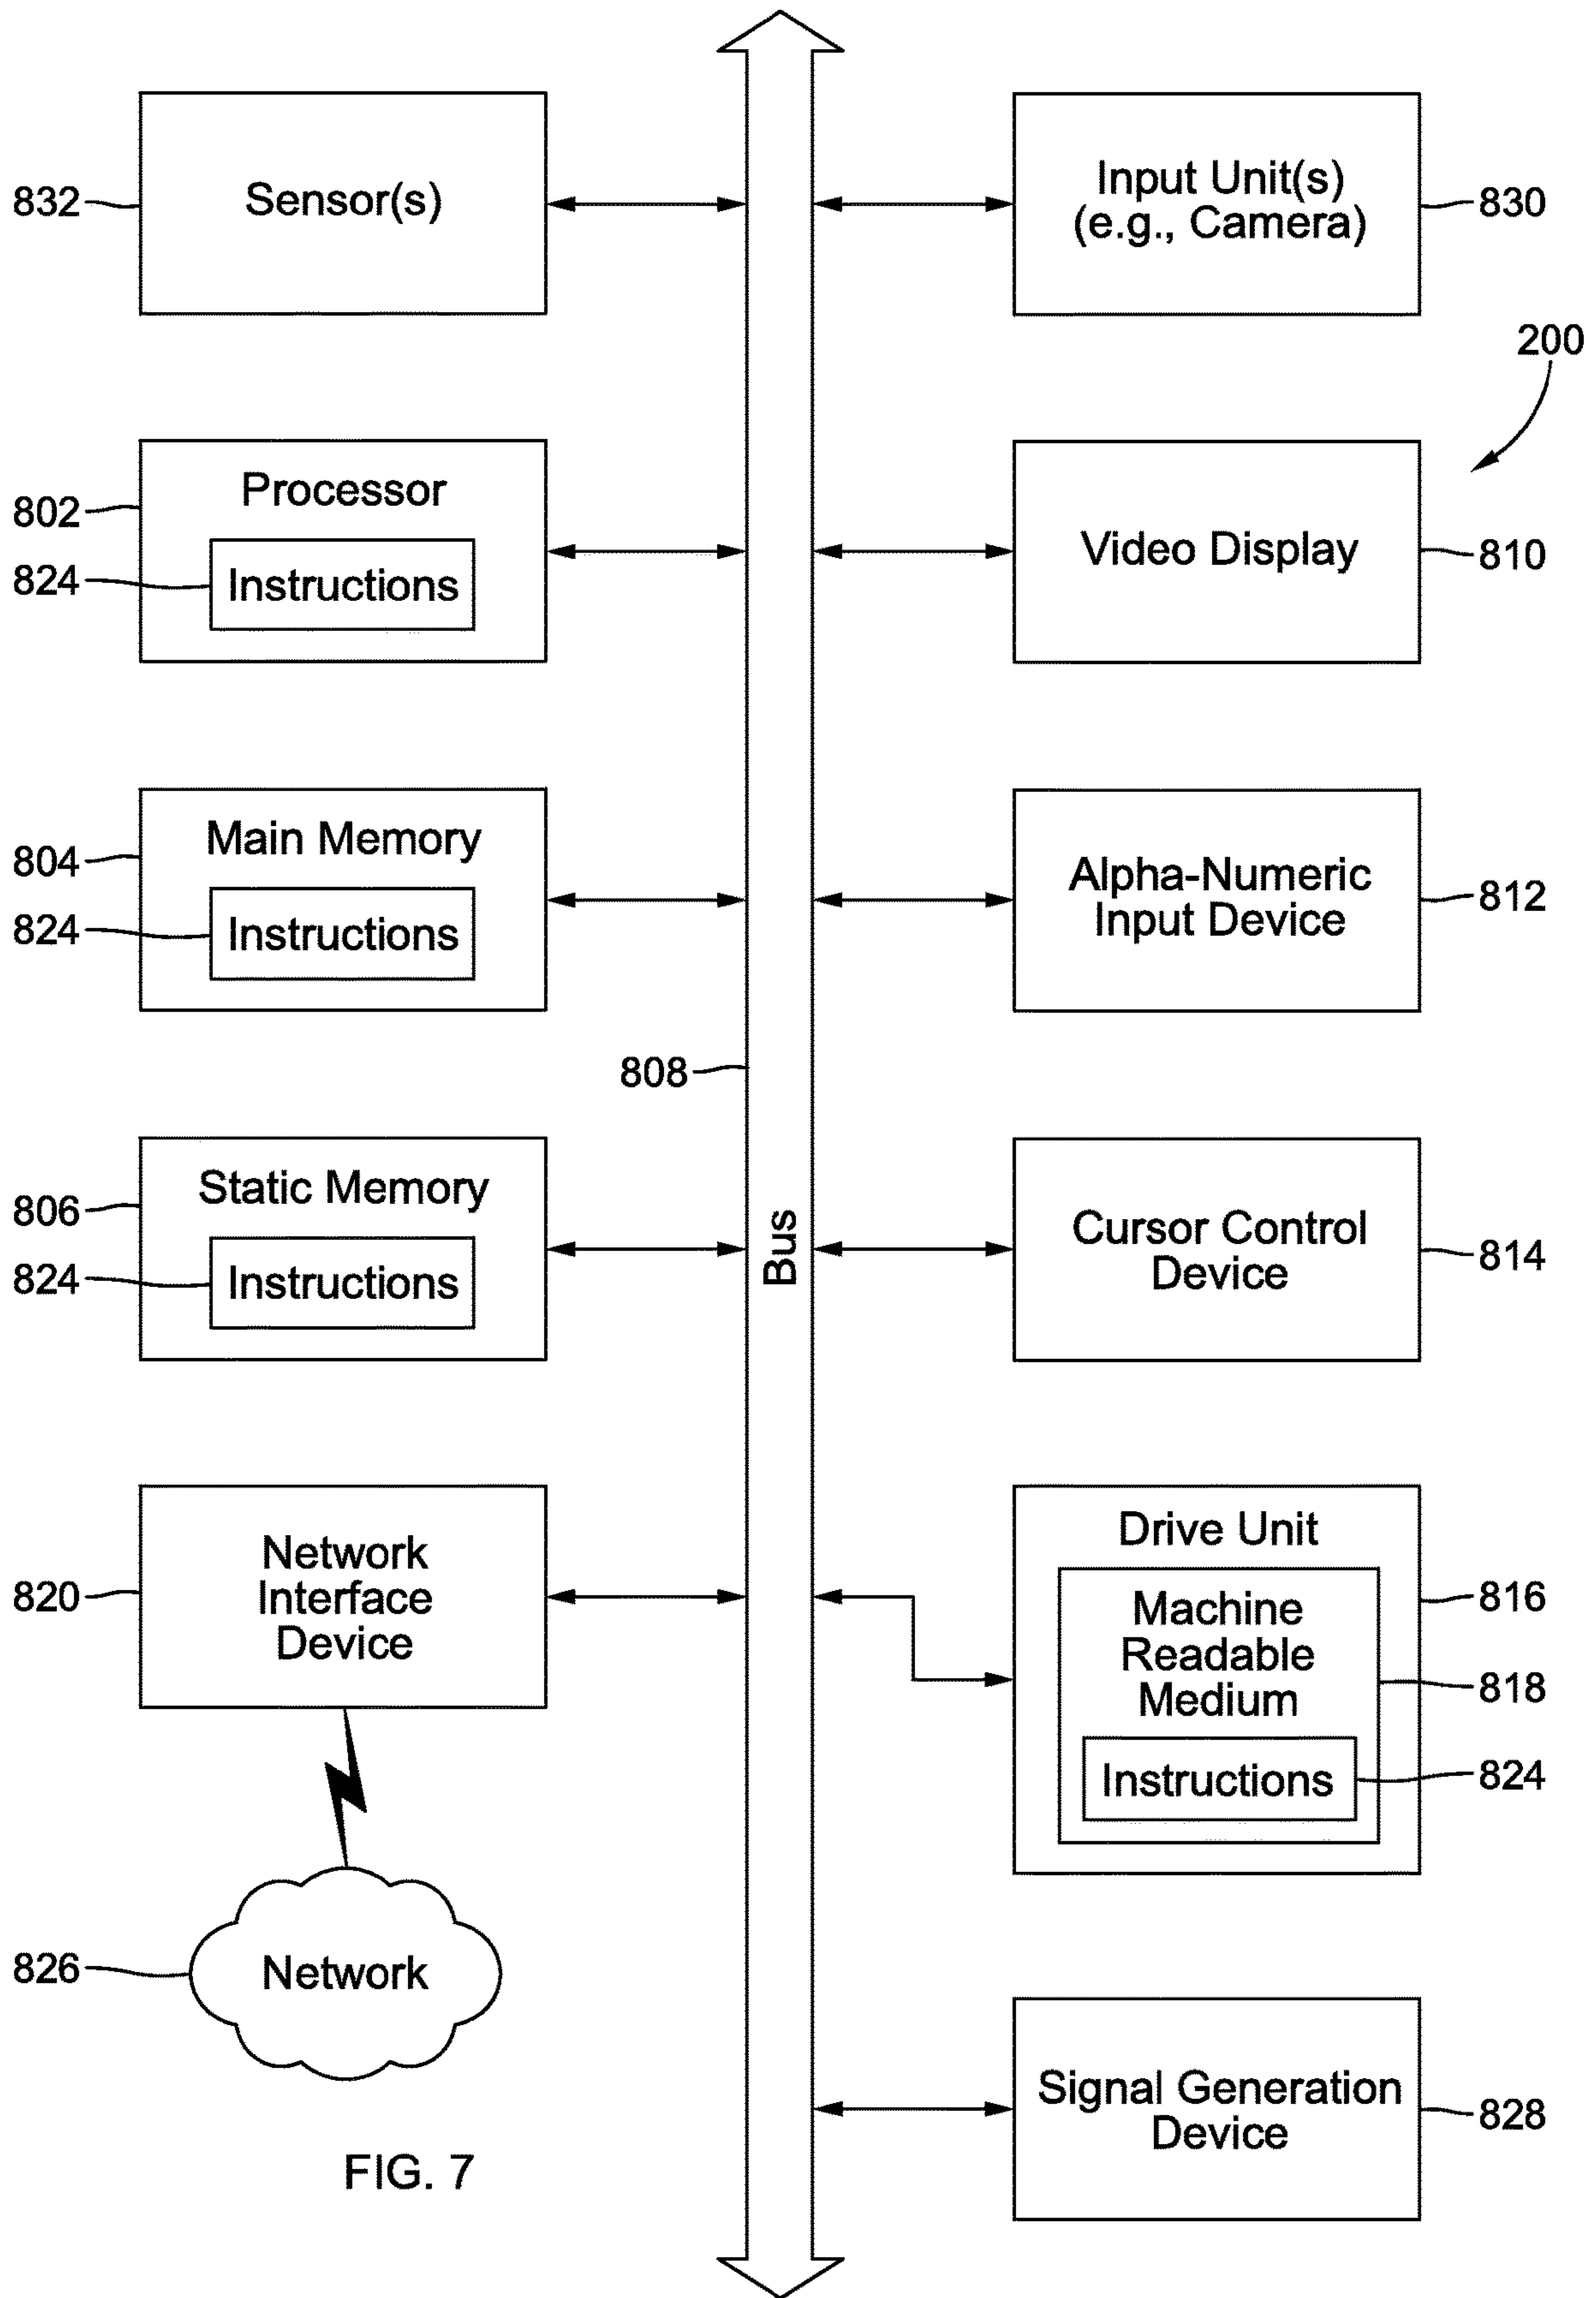 832
Sensor(s)
Input Unit(s)
(e.g., Camera)
830
200
802
Processor
824
Instructions
Video Display
810
804
Main Memory
824
Instructions
Alpha-Numeric
Input Device
812
808
Bus
806
Static Memory
824
Instructions
Cursor Control
Device
814
820
Network
Interface
Device
Drive Unit
816
Machine
Readable
Medium
818
Instructions
824
826
Network
Signal Generation
Device
828
FIG. 7